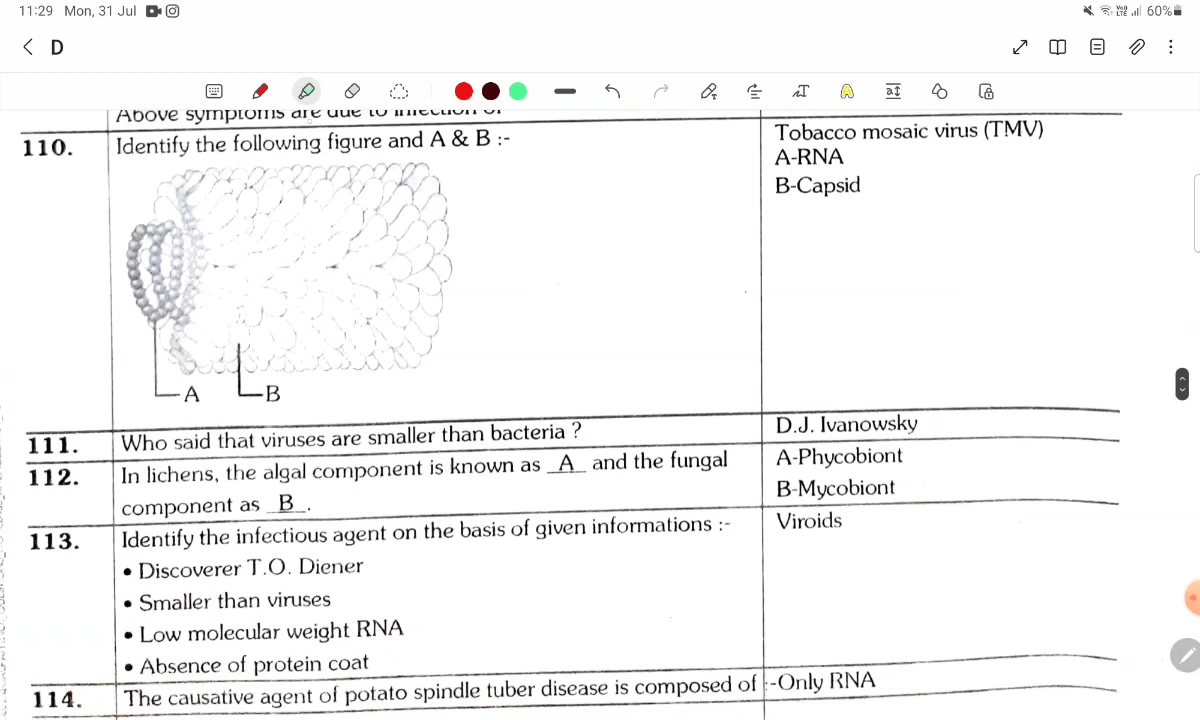 11:29 Mon, 31 Jul
Vo9 LTE 60%
D
Above symptoms are due to infection of
110. Identify the following figure and A & B :-
Tobacco mosaic virus (TMV)
A-RNA
B-Capsid
A
B
111. Who said that viruses are smaller than bacteria ? D.J. Ivanowsky
112. In lichens, the algal component is known as _A_ and the fungal
component as _B_.
A-Phycobiont
B-Mycobiont
113. Identify the infectious agent on the basis of given informations :- Viroids
• Discoverer T.O. Diener
• Smaller than viruses
• Low molecular weight RNA
• Absence of protein coat
114. The causative agent of potato spindle tuber disease is composed of :- Only RNA